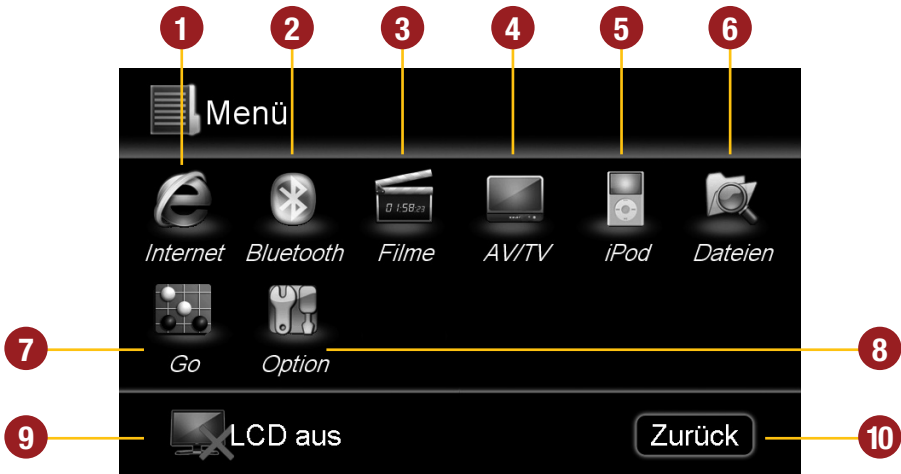 1 2 3 4 5 6
Menü
01:58:23
Internet Bluetooth Filme AV/TV iPod Dateien
7 Go Option 8
9 LCD aus Zurück 10